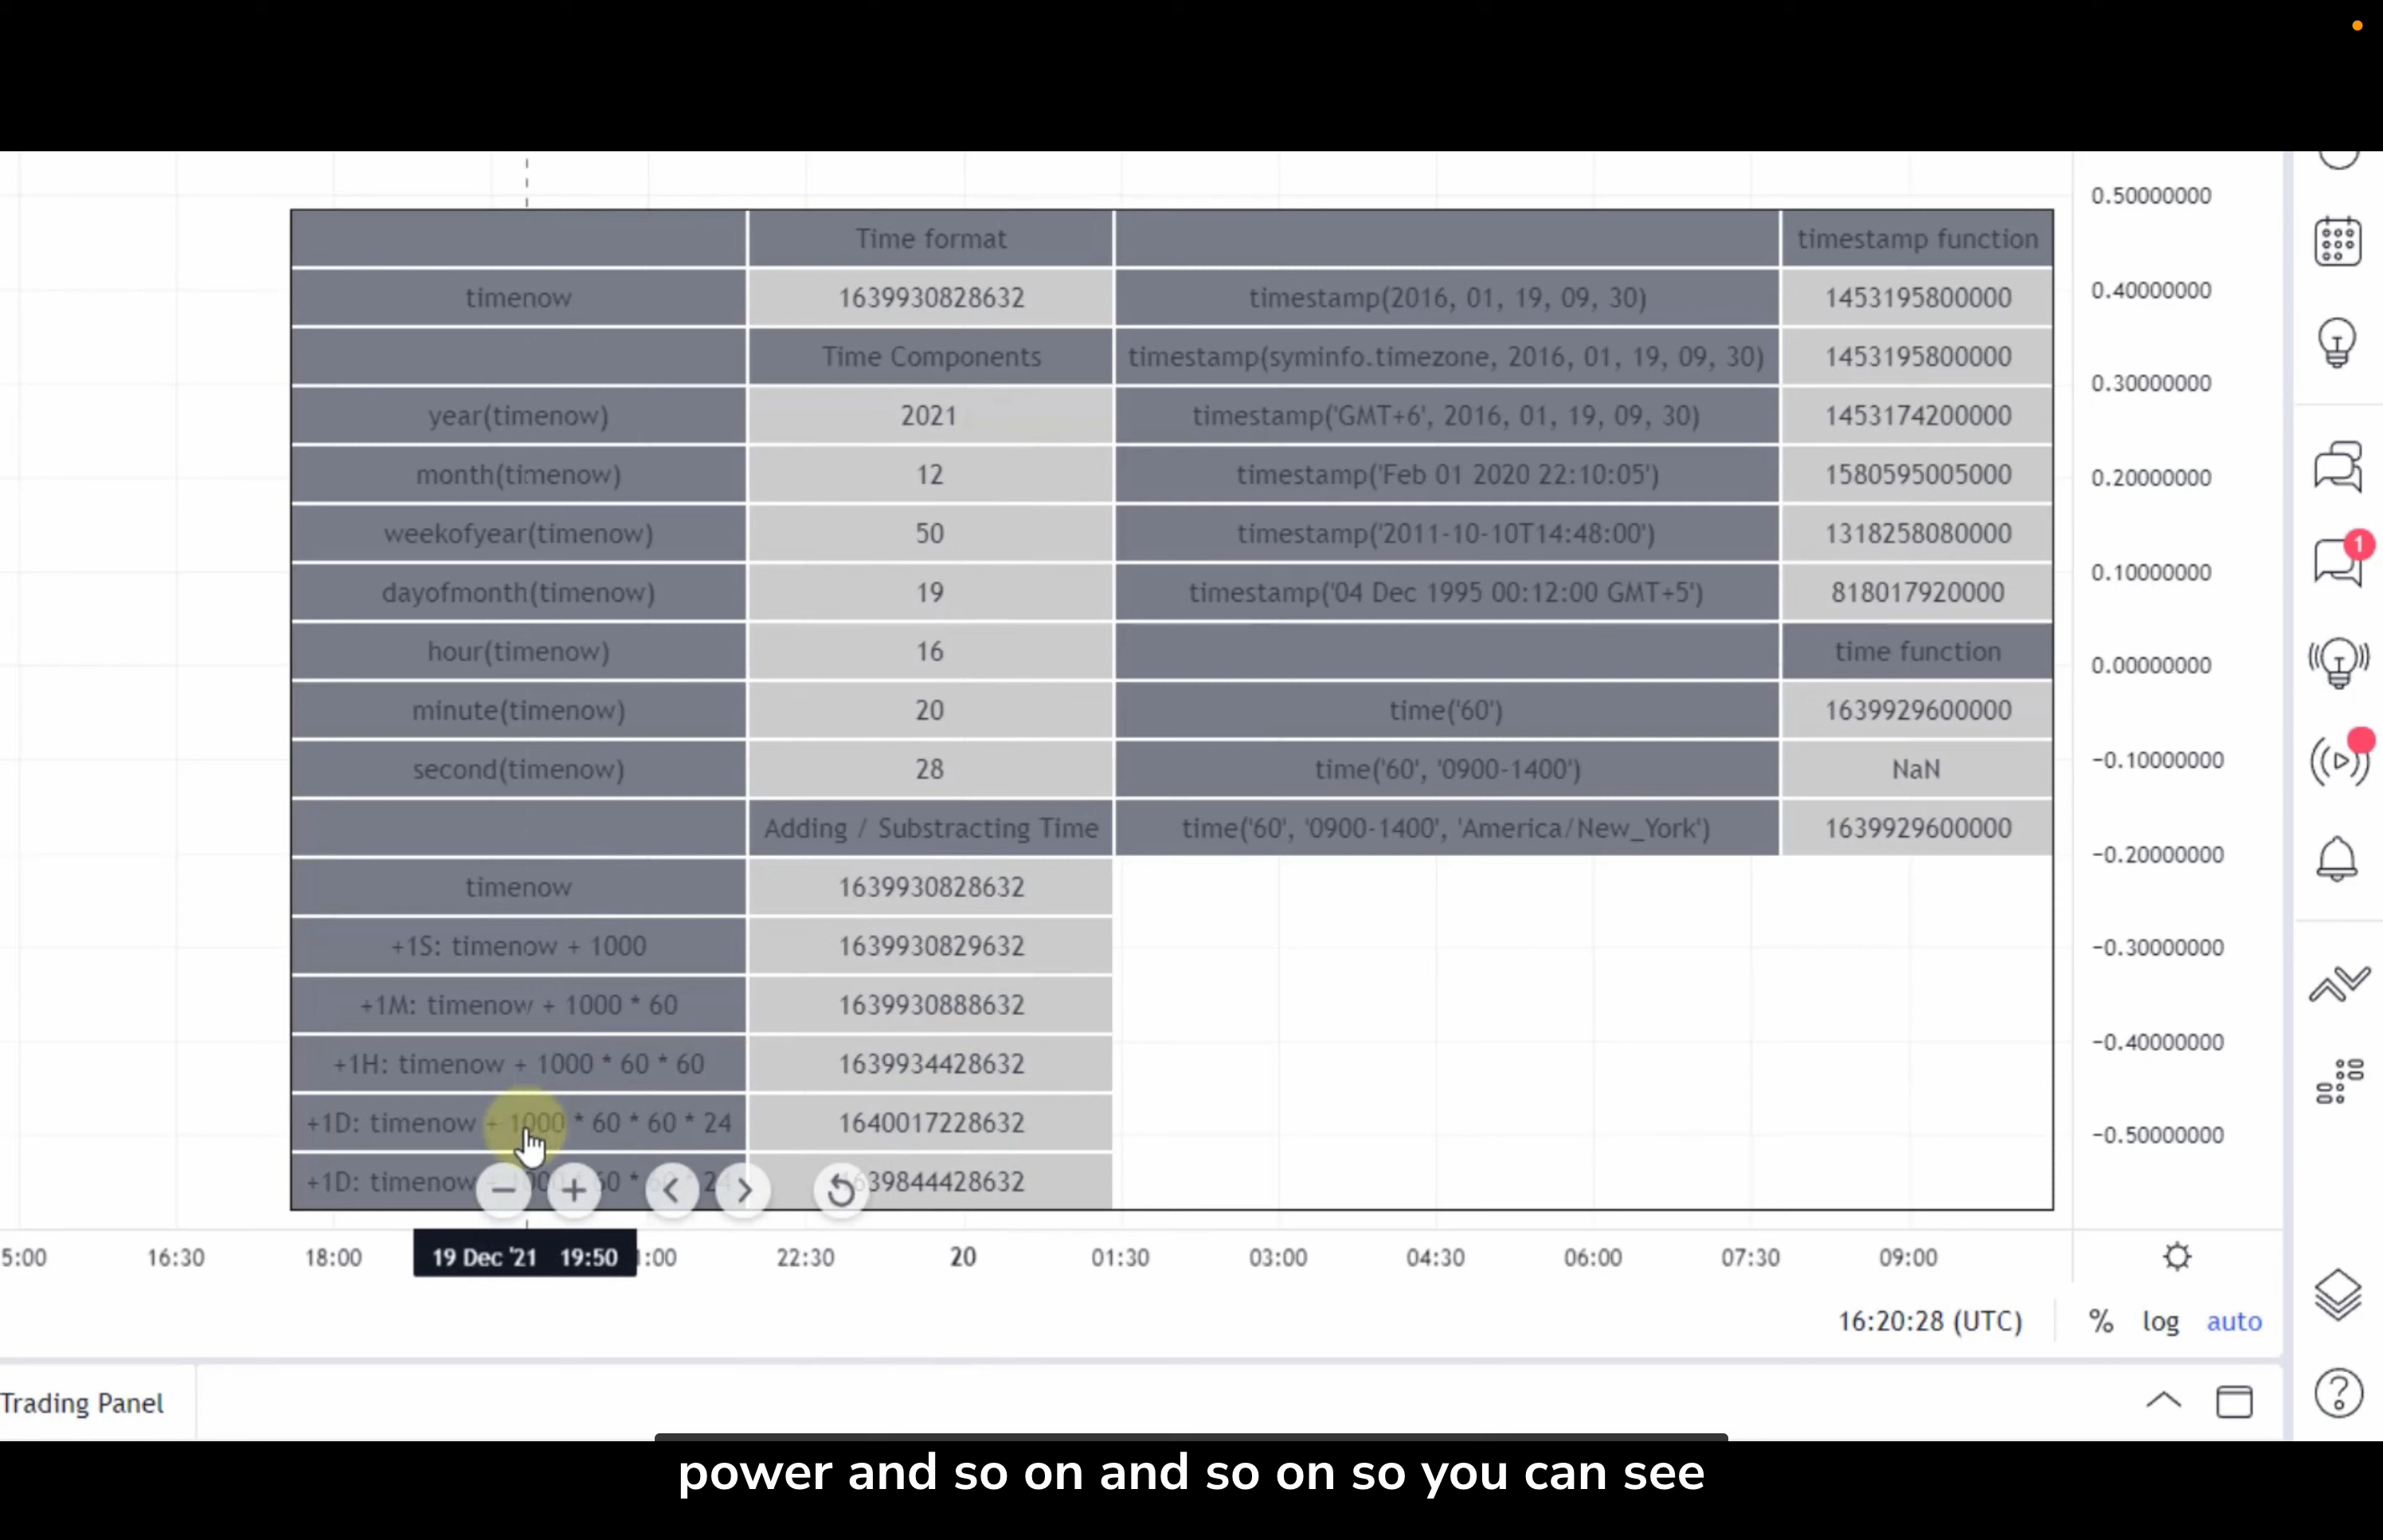 0.50000000
Time format
timestamp function
timenow
1639930828632
timestamp(2016, 01, 19, 09, 30)
1453195800000
0.40000000
Time Components
timestamp(syminfo.timezone, 2016, 01, 19, 09, 30)
1453195800000
0.30000000
year(timenow)
2021
timestamp('GMT+6', 2016, 01, 19, 09, 30)
1453174200000
month(timenow)
12
timestamp('Feb 01 2020 22:10:05')
1580595005000
0.20000000
weekofyear(timenow)
50
timestamp('2011-10-10T14:48:00')
1318258080000
1
0.10000000
dayofmonth(timenow)
19
timestamp('04 Dec 1995 00:12:00 GMT+5')
818017920000
hour(timenow)
16
time function
0.00000000
minute(timenow)
20
time('60')
1639929600000
second(timenow)
28
time('60', '0900-1400')
NaN
-0.10000000
Adding / Substracting Time
time('60', '0900-1400', 'America/New_York')
1639929600000
-0.20000000
timenow
1639930828632
+1S: timenow + 1000
1639930829632
-0.30000000
+1M: timenow + 1000 * 60
1639930888632
+1H: timenow + 1000 * 60 * 60
1639934428632
-0.40000000
+1D: timenow + 1000 * 60 * 60 * 24
1640017228632
-0.50000000
+1D: timenow
639844428632
5:00
16:30
18:00
19 Dec '21 19:50
:00
22:30
20
01:30
03:00
04:30
06:00
07:30
09:00
16:20:28 (UTC)
%
log
auto
Trading Panel
power and so on and so on so you can see